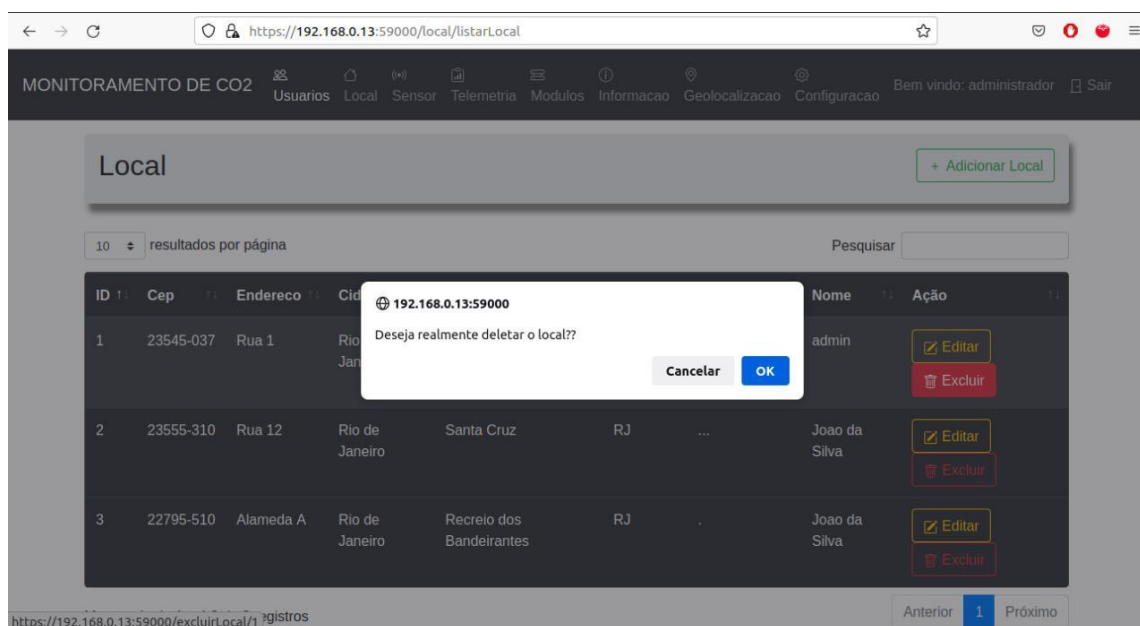 https://192.168.0.13:59000/local/listarLocal
MONITORAMENTO DE CO2 Usuarios Local Sensor Telemetria Modulos Informacao Geolocalizacao Configuracao Bem vindo: administrador Sair
Local
+ Adicionar Local
10 resultados por página
Pesquisar
ID Cep Endereco Cid Nome Ação
192.168.0.13:59000
Deseja realmente deletar o local??
Cancelar OK
1 23545-037 Rua 1 Rio admin Editar
Jan
Excluir
2 23555-310 Rua 12 Rio de Santa Cruz RJ ... Joao da Editar
Janeiro Silva
Excluir
3 22795-510 Alameda A Rio de Recreio dos RJ . Joao da Editar
Janeiro Bandeirantes Silva
Excluir
Anterior 1 Próximo
https://192.168.0.13:59000/excluirLocal/1